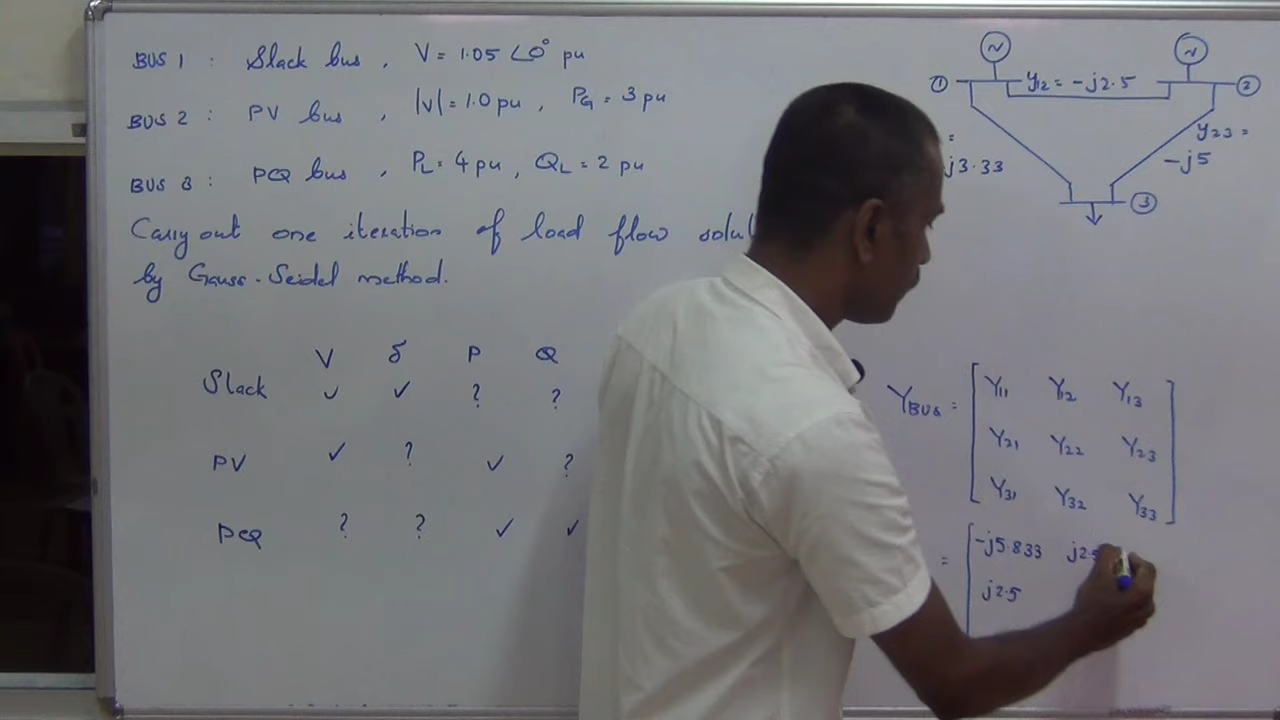 BUS 1 : Slack bus , V = 1.05 ∠0° pu
BUS 2 : PV bus , |V| = 1.0 pu , PG = 3 pu
BUS 3 : PQ bus , PL = 4 pu , QL = 2 pu
Carry out one iteration of load flow
by Gauss-Seidel method.
V δ P Q
Slack ✓ ✓ ? ?
PV ✓ ? ✓ ?
PQ ? ? ✓ ✓
~ ~
1 y12 = -j2.5 2
=
j3.33
y23 =
-j5
3
YBUS = Y11 Y12 Y13
Y21 Y22 Y23
Y31 Y32 Y33
= -j5.833 j2.5
j2.5